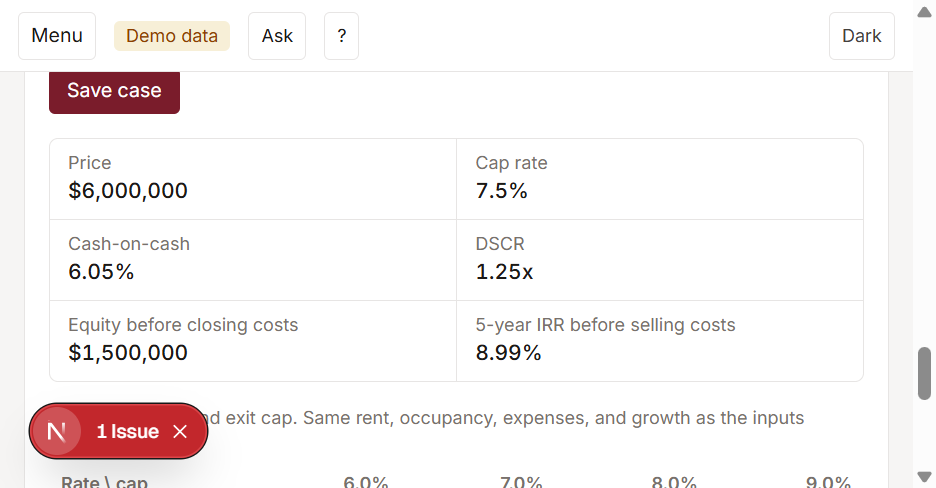 Menu Demo data Ask ? Dark
Save case
Price Cap rate
$6,000,000 7.5%
Cash-on-cash DSCR
6.05% 1.25x
Equity before closing costs 5-year IRR before selling costs
$1,500,000 8.99%
exit cap. Same rent, occupancy, expenses, and growth as the inputs
N 1 Issue ×
Rate \ cap 6.0% 7.0% 8.0% 9.0%